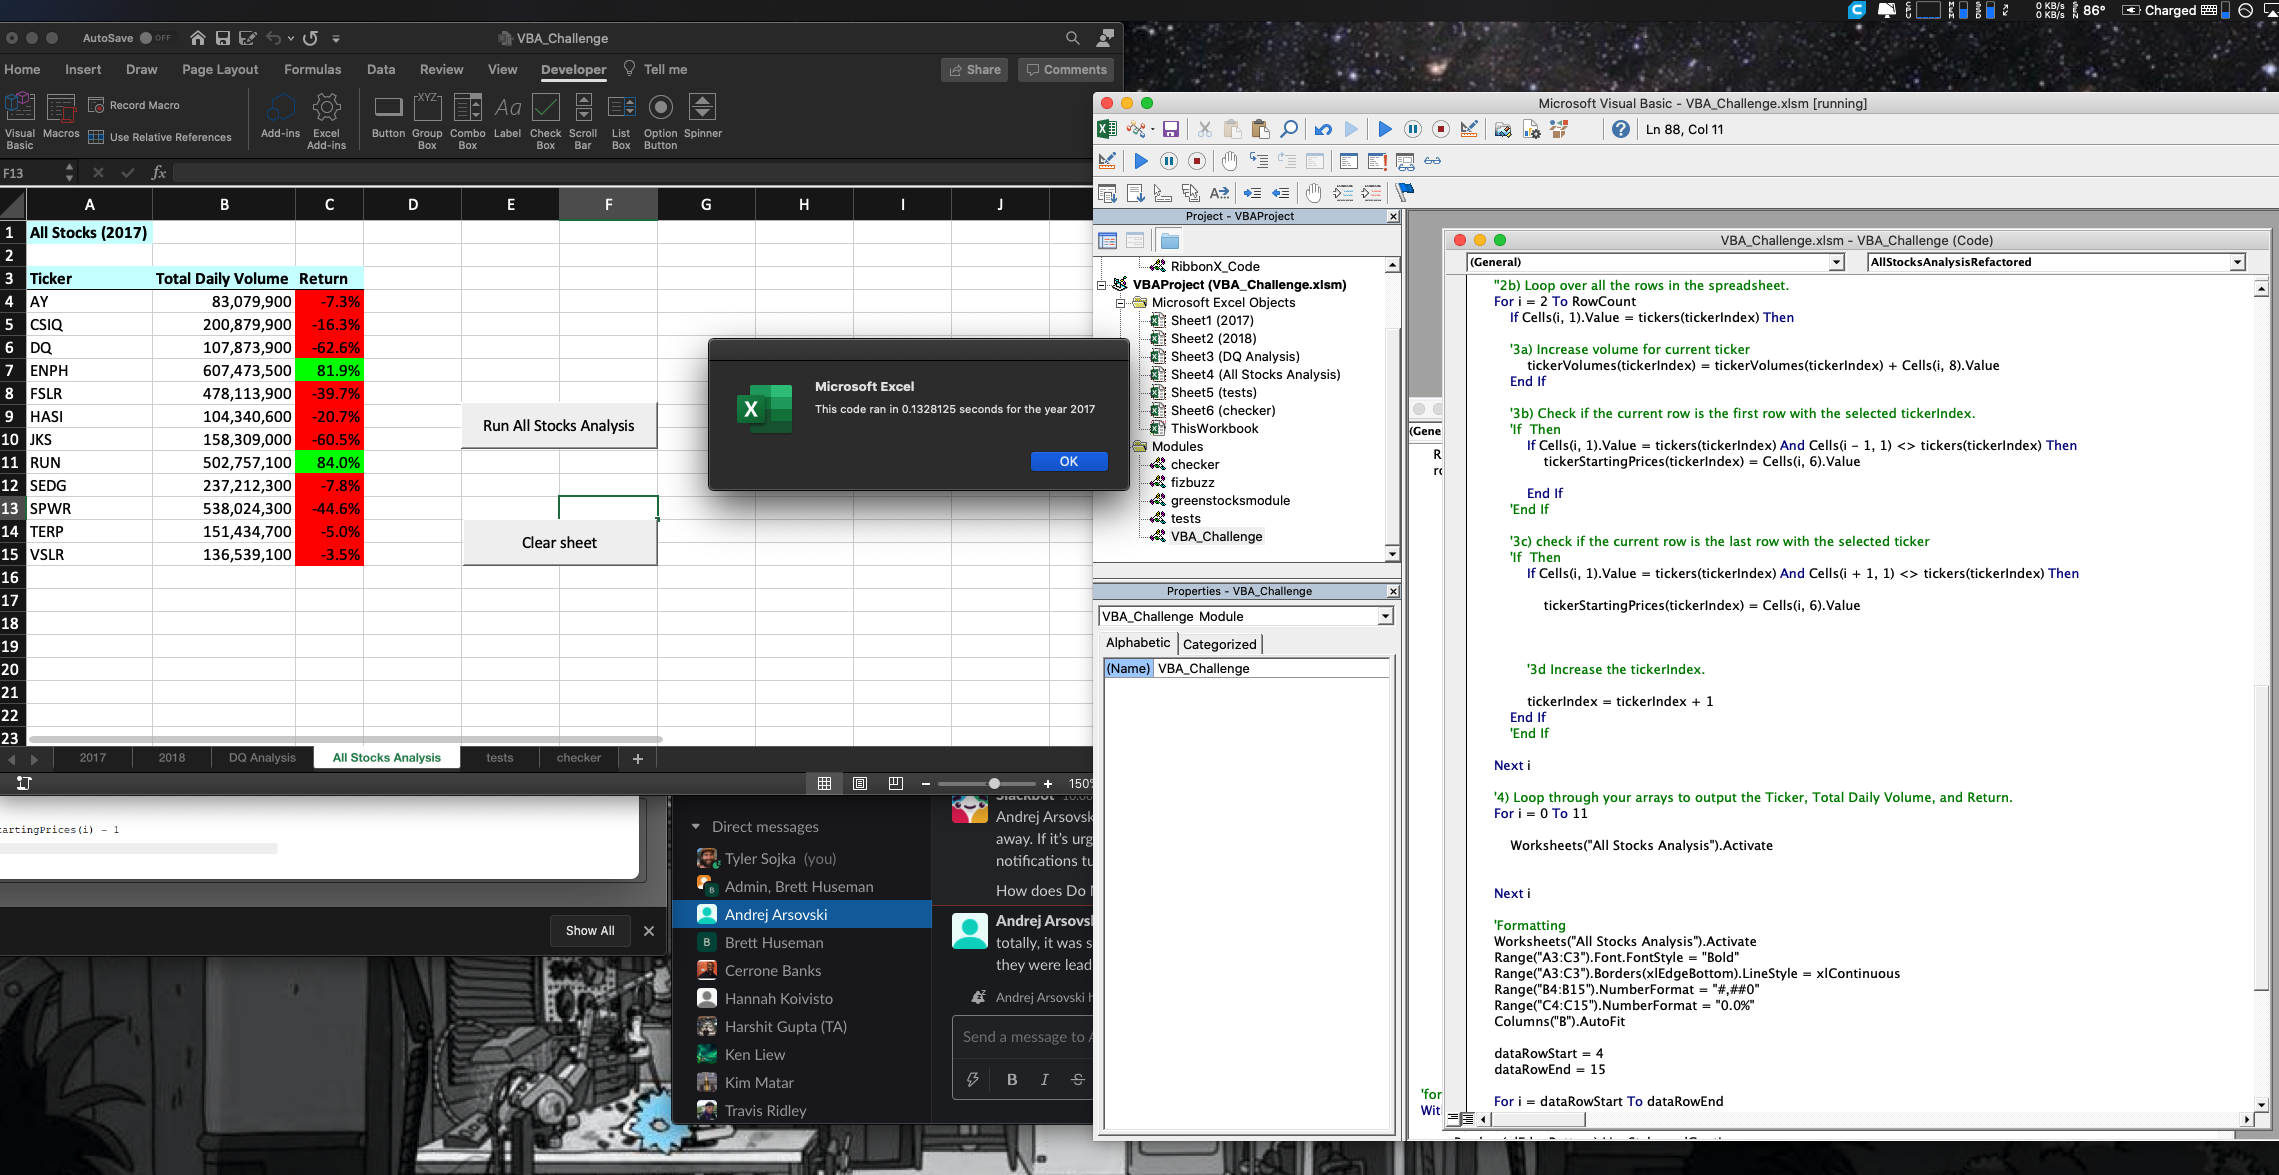 0 KB/s
0 KB/s
86°
Charged
AutoSave
OFF
VBA_Challenge
Home Insert Draw Page Layout Formulas Data Review View Developer Tell me
Share
Comments
Visual Basic
Macros
Record Macro
Use Relative References
Add-ins
Excel Add-ins
Button
Group Box
Combo Box
Label
Check Box
Scroll Bar
List Box
Option Button
Spinner
F13
fx
A B C D E F G H I J
1 All Stocks (2017)
2
3 Ticker Total Daily Volume Return
4 AY 83,079,900 -7.3%
5 CSIQ 200,879,900 -16.3%
6 DQ 107,873,900 -62.6%
7 ENPH 607,473,500 81.9%
8 FSLR 478,113,900 -39.7%
9 HASI 104,340,600 -20.7%
10 JKS 158,309,000 -60.5%
11 RUN 502,757,100 84.0%
12 SEDG 237,212,300 -7.8%
13 SPWR 538,024,300 -44.6%
14 TERP 151,434,700 -5.0%
15 VSLR 136,539,100 -3.5%
16
17
18
19
20
21
22
23
Run All Stocks Analysis
Clear sheet
Microsoft Excel
This code ran in 0.1328125 seconds for the year 2017
OK
2017 2018 DQ Analysis All Stocks Analysis tests checker +
150%
artingPrices(i) - 1
Show All
Direct messages
Tyler Sojka (you)
Admin, Brett Huseman
Andrej Arsovski
Brett Huseman
Cerrone Banks
Hannah Koivisto
Harshit Gupta (TA)
Ken Liew
Kim Matar
Travis Ridley
Slackbot
Andrej Arsovsk
away. If it's urg
notifications tu
How does Do
Andrej Arsovs
totally, it was s
they were lead
Andrej Arsovski
Send a message to
B I S
Microsoft Visual Basic - VBA_Challenge.xlsm [running]
Ln 88, Col 11
Project - VBAProject
RibbonX_Code
VBAProject (VBA_Challenge.xlsm)
Microsoft Excel Objects
Sheet1 (2017)
Sheet2 (2018)
Sheet3 (DQ Analysis)
Sheet4 (All Stocks Analysis)
Sheet5 (tests)
Sheet6 (checker)
ThisWorkbook
Modules
checker
fizbuzz
greenstocksmodule
tests
VBA_Challenge
Properties - VBA_Challenge
VBA_Challenge Module
Alphabetic Categorized
(Name) VBA_Challenge
(Gene
R
'for
Wit
VBA_Challenge.xlsm - VBA_Challenge (Code)
(General)
AllStocksAnalysisRefactored
"2b) Loop over all the rows in the spreadsheet.
For i = 2 To RowCount
If Cells(i, 1).Value = tickers(tickerIndex) Then
'3a) Increase volume for current ticker
tickerVolumes(tickerIndex) = tickerVolumes(tickerIndex) + Cells(i, 8).Value
End If
'3b) Check if the current row is the first row with the selected tickerIndex.
'If Then
If Cells(i, 1).Value = tickers(tickerIndex) And Cells(i - 1, 1) <> tickers(tickerIndex) Then
tickerStartingPrices(tickerIndex) = Cells(i, 6).Value
End If
'End If
'3c) check if the current row is the last row with the selected ticker
'If Then
If Cells(i, 1).Value = tickers(tickerIndex) And Cells(i + 1, 1) <> tickers(tickerIndex) Then
tickerStartingPrices(tickerIndex) = Cells(i, 6).Value
'3d Increase the tickerIndex.
tickerIndex = tickerIndex + 1
End If
'End If
Next i
'4) Loop through your arrays to output the Ticker, Total Daily Volume, and Return.
For i = 0 To 11
Worksheets("All Stocks Analysis").Activate
Next i
'Formatting
Worksheets("All Stocks Analysis").Activate
Range("A3:C3").Font.FontStyle = "Bold"
Range("A3:C3").Borders(xlEdgeBottom).LineStyle = xlContinuous
Range("B4:B15").NumberFormat = "#,##0"
Range("C4:C15").NumberFormat = "0.0%"
Columns("B").AutoFit
dataRowStart = 4
dataRowEnd = 15
For i = dataRowStart To dataRowEnd